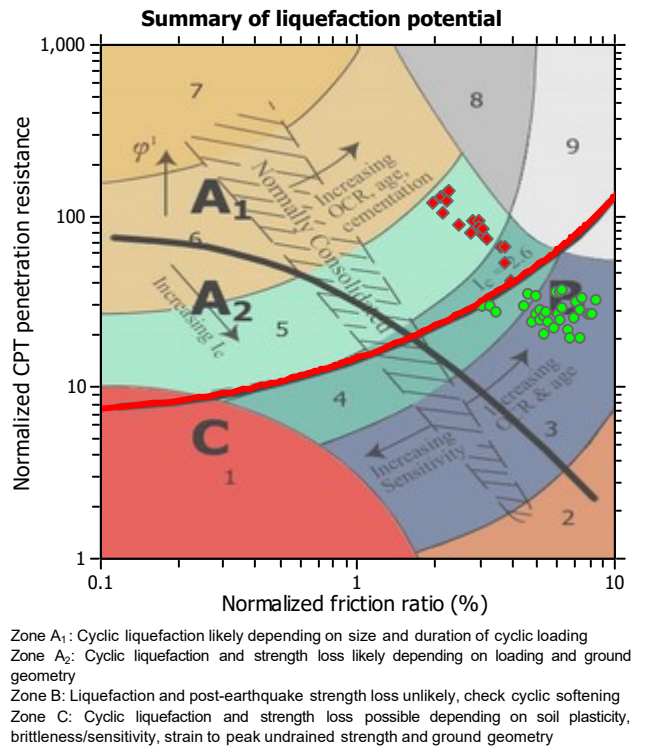 Summary of liquefaction potential
1,000
100
10
1
0.1
1
10
Normalized CPT penetration resistance
Normalized friction ratio (%)
7
8
9
φ'
A1
Increasing
OCR, age,
cementation
Normally Consolidated
6
Ic = 2.6
A2
Increasing Ic
5
B
4
Increasing
OCR & age
C
1
Increasing
Sensitivity
3
2
Zone A1: Cyclic liquefaction likely depending on size and duration of cyclic loading
Zone A2: Cyclic liquefaction and strength loss likely depending on loading and ground
geometry
Zone B: Liquefaction and post-earthquake strength loss unlikely, check cyclic softening
Zone C: Cyclic liquefaction and strength loss possible depending on soil plasticity,
brittleness/sensitivity, strain to peak undrained strength and ground geometry